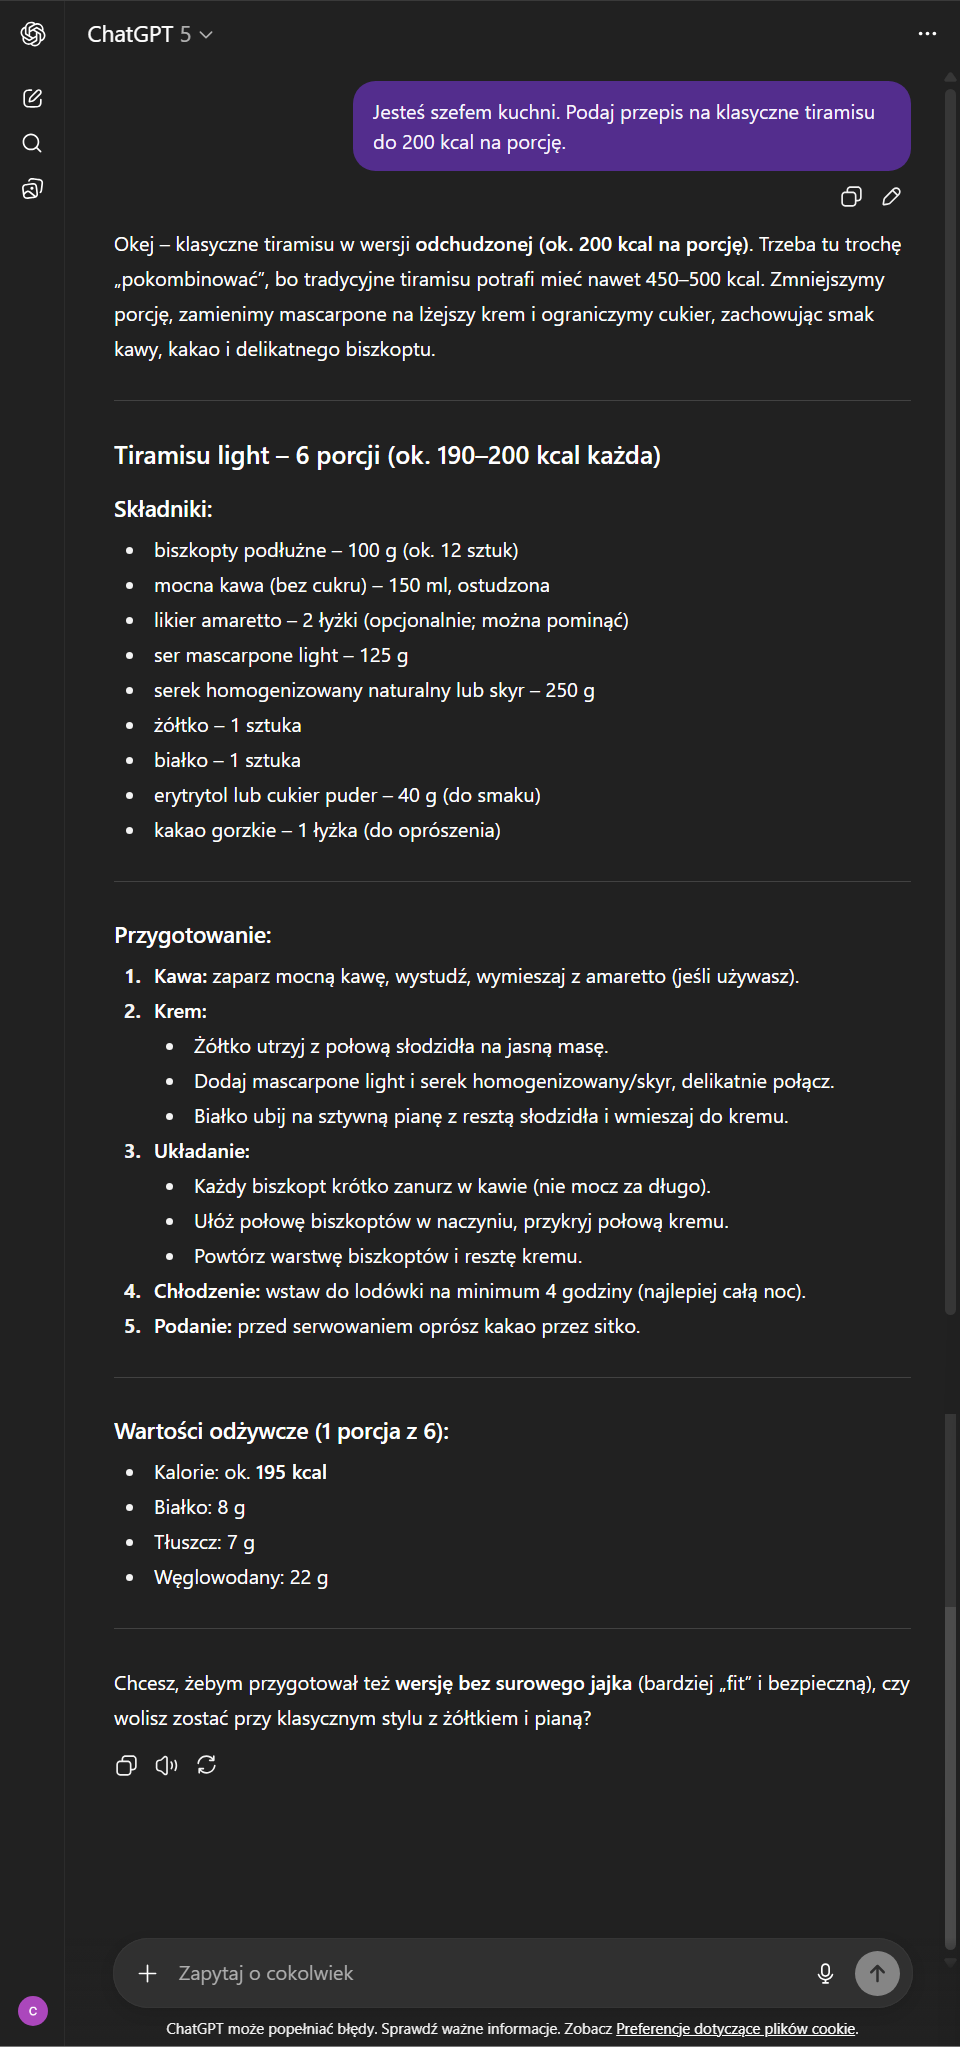 ChatGPT 5
Jesteś szefem kuchni. Podaj przepis na klasyczne tiramisu
do 200 kcal na porcję.
Okej – klasyczne tiramisu w wersji odchudzonej (ok. 200 kcal na porcję). Trzeba tu trochę
„pokombinować”, bo tradycyjne tiramisu potrafi mieć nawet 450–500 kcal. Zmniejszymy
porcję, zamienimy mascarpone na lżejszy krem i ograniczymy cukier, zachowując smak
kawy, kakao i delikatnego biszkoptu.
Tiramisu light – 6 porcji (ok. 190–200 kcal każda)
Składniki:
• biszkopty podłużne – 100 g (ok. 12 sztuk)
• mocna kawa (bez cukru) – 150 ml, ostudzona
• likier amaretto – 2 łyżki (opcjonalnie; można pominąć)
• ser mascarpone light – 125 g
• serek homogenizowany naturalny lub skyr – 250 g
• żółtko – 1 sztuka
• białko – 1 sztuka
• erytrytol lub cukier puder – 40 g (do smaku)
• kakao gorzkie – 1 łyżka (do oprószenia)
Przygotowanie:
1. Kawa: zaparz mocną kawę, wystudź, wymieszaj z amaretto (jeśli używasz).
2. Krem:
• Żółtko utrzyj z połową słodzidła na jasną masę.
• Dodaj mascarpone light i serek homogenizowany/skyr, delikatnie połącz.
• Białko ubij na sztywną pianę z resztą słodzidła i wmieszaj do kremu.
3. Układanie:
• Każdy biszkopt krótko zanurz w kawie (nie mocz za długo).
• Ułóż połowę biszkoptów w naczyniu, przykryj połową kremu.
• Powtórz warstwę biszkoptów i resztę kremu.
4. Chłodzenie: wstaw do lodówki na minimum 4 godziny (najlepiej całą noc).
5. Podanie: przed serwowaniem oprósz kakao przez sitko.
Wartości odżywcze (1 porcja z 6):
• Kalorie: ok. 195 kcal
• Białko: 8 g
• Tłuszcz: 7 g
• Węglowodany: 22 g
Chcesz, żebym przygotował też wersję bez surowego jajka (bardziej „fit” i bezpieczną), czy
wolisz zostać przy klasycznym stylu z żółtkiem i pianą?
Zapytaj o cokolwiek
C
ChatGPT może popełniać błędy. Sprawdź ważne informacje. Zobacz Preferencje dotyczące plików cookie.